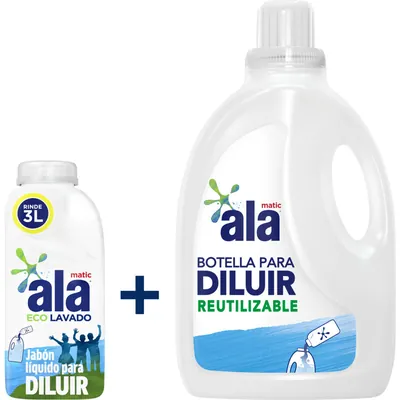 RINDE
3L
matic
ala
ECO LAVADO
Jabón
líquido para
DILUIR
+
matic
ala
BOTELLA PARA
DILUIR
REUTILIZABLE